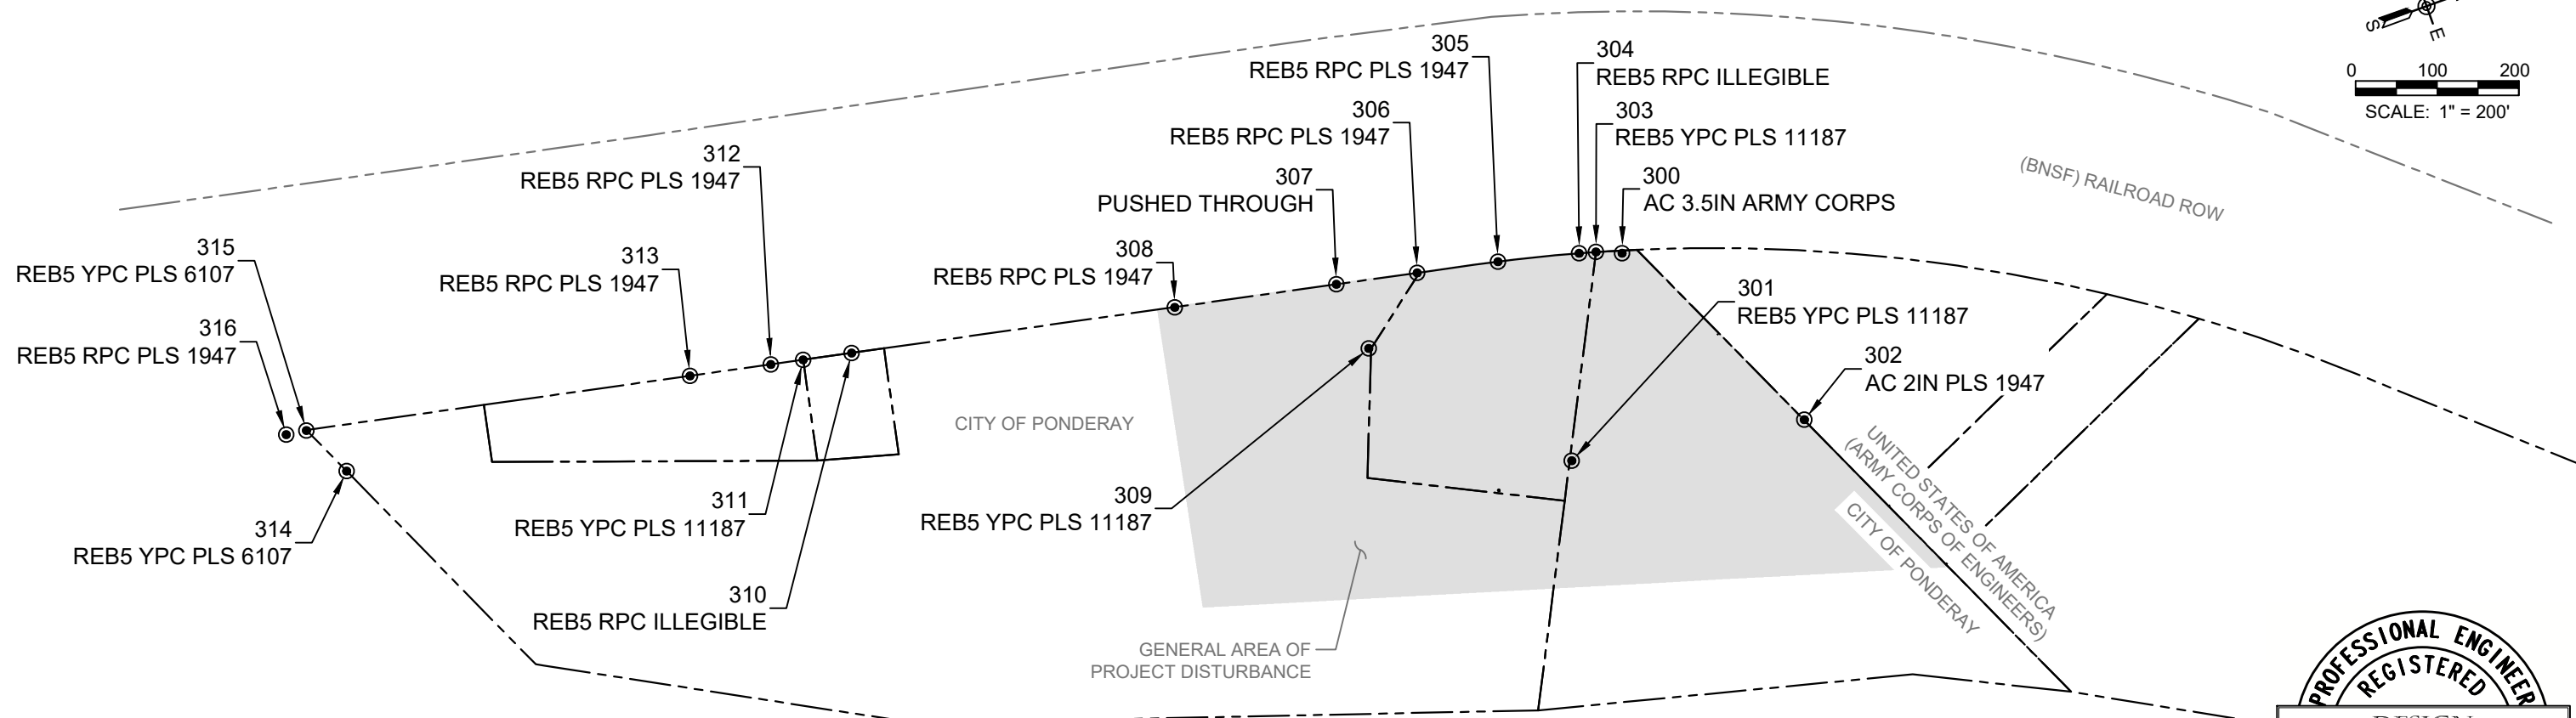 S
E
0 100 200
SCALE: 1" = 200'
305
REB5 RPC PLS 1947
304
REB5 RPC ILLEGIBLE
306
REB5 RPC PLS 1947
303
REB5 YPC PLS 11187
312
REB5 RPC PLS 1947
307
PUSHED THROUGH
300
AC 3.5IN ARMY CORPS
(BNSF) RAILROAD ROW
315
REB5 YPC PLS 6107
313
REB5 RPC PLS 1947
308
REB5 RPC PLS 1947
301
REB5 YPC PLS 11187
316
REB5 RPC PLS 1947
302
AC 2IN PLS 1947
CITY OF PONDERAY
UNITED STATES OF AMERICA
(ARMY CORPS OF ENGINEERS)
CITY OF PONDERAY
311
REB5 YPC PLS 11187
309
REB5 YPC PLS 11187
314
REB5 YPC PLS 6107
310
REB5 RPC ILLEGIBLE
GENERAL AREA OF
PROJECT DISTURBANCE
PROFESSIONAL ENGINEER
REGISTERED